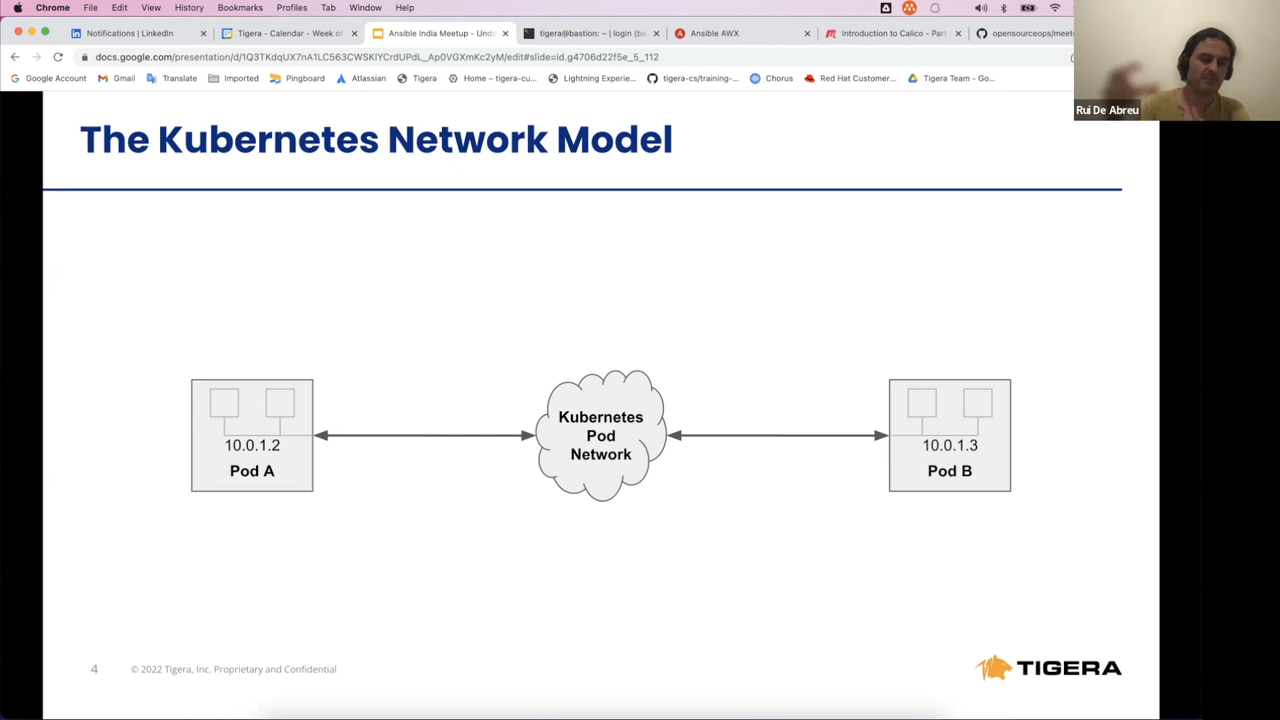 Chrome File Edit View History Bookmarks Profiles Tab Window Help
Notifications | LinkedIn
Tigera - Calendar - Week of
Ansible India Meetup - Unde
tigera@bastion: ~ | login (ba
Ansible AWX
Introduction to Calico - Part
opensourceops/meet
docs.google.com/presentation/d/1Q3TKdqUX7nA1LC563CWSKlYCrdUPdL_Ap0VGXmKc2yM/edit#slide=id.g4706d22f5e_5_112
Google Account Gmail Translate Imported Pingboard Atlassian Tigera Home – tigera-cu... Lightning Experie... tigera-cs/training-... Chorus Red Hat Customer... Tigera Team - Go...
Rui De Abreu
The Kubernetes Network Model
10.0.1.2
Pod A
Kubernetes
Pod
Network
10.0.1.3
Pod B
4
© 2022 Tigera, Inc. Proprietary and Confidential
TIGERA